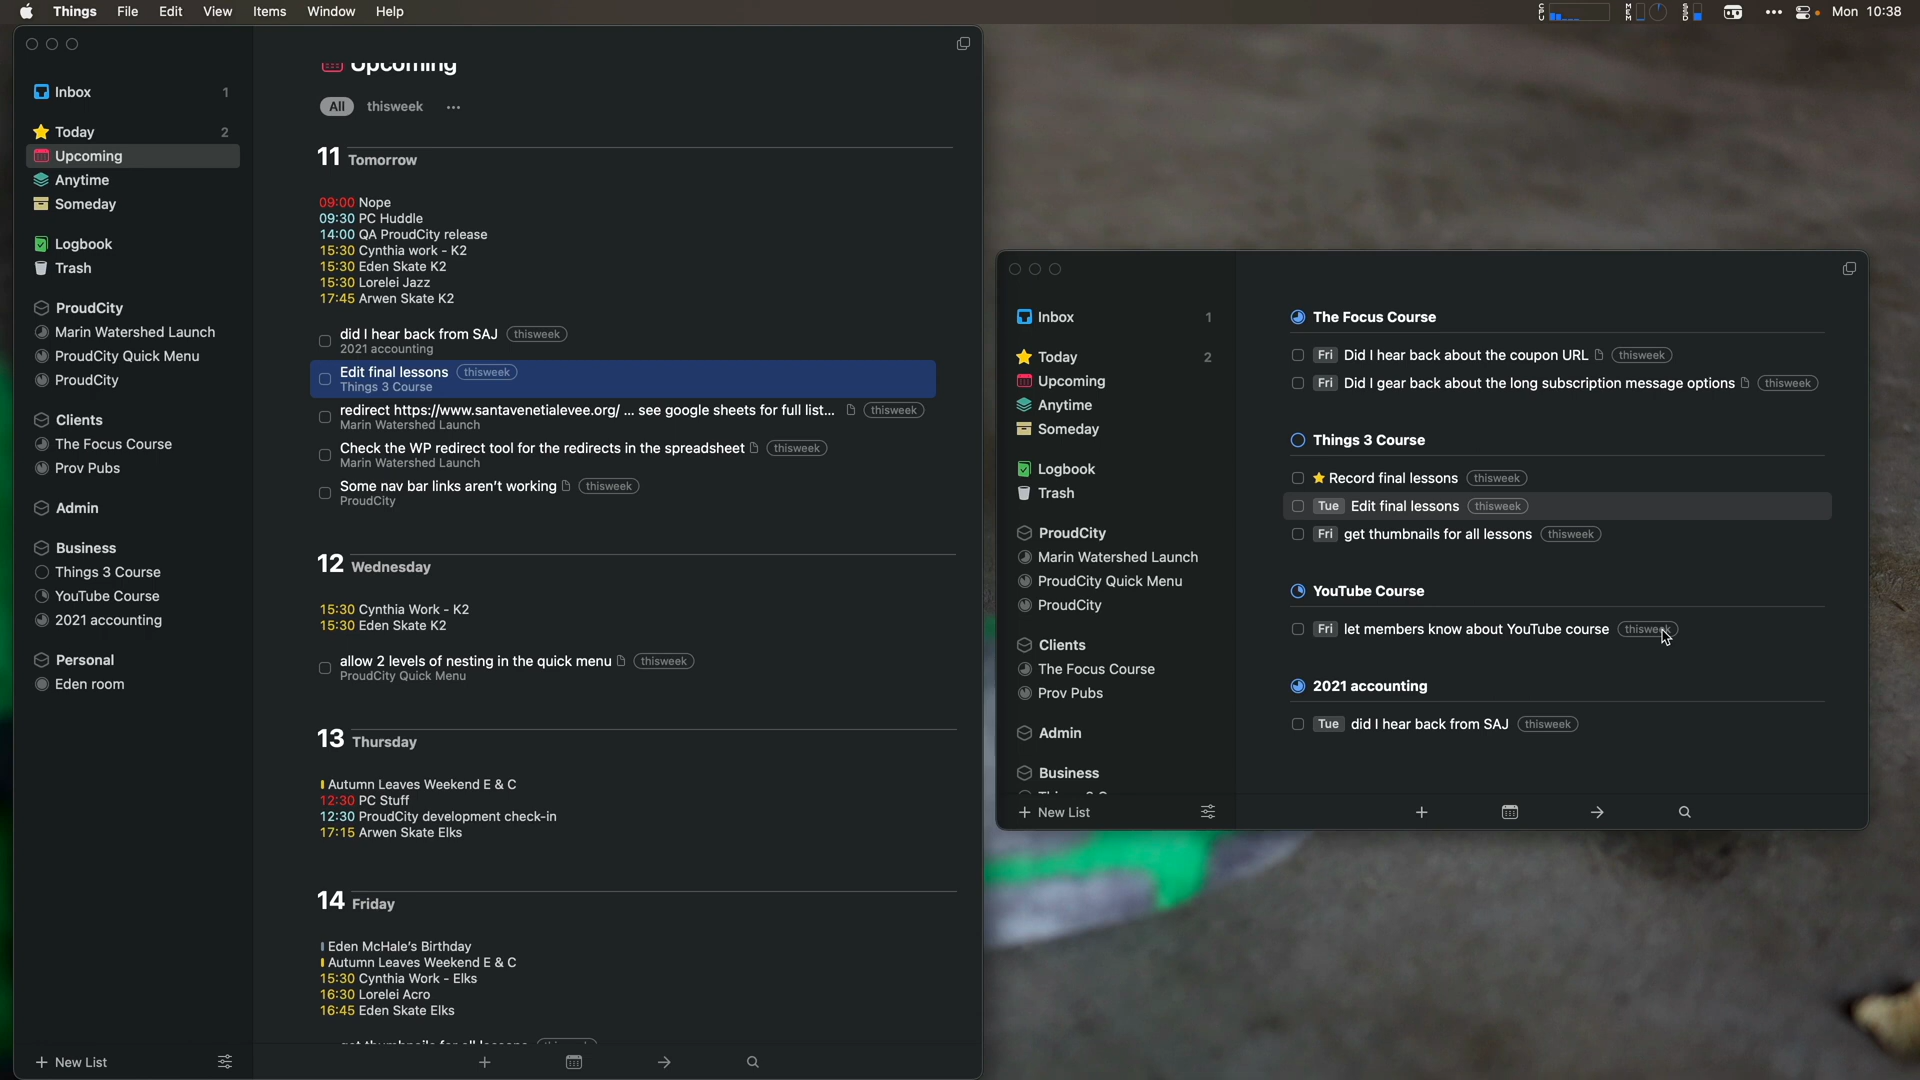 Things File Edit View Items Window Help
CPU MEM SSD Mon 10:38
Inbox 1
Today 2
Upcoming
Anytime
Someday
Logbook
Trash
ProudCity
Marin Watershed Launch
ProudCity Quick Menu
ProudCity
Clients
The Focus Course
Prov Pubs
Admin
Business
Things 3 Course
YouTube Course
2021 accounting
Personal
Eden room
+ New List
Upcoming
All thisweek ...
11 Tomorrow
09:00 Nope
09:30 PC Huddle
14:00 QA ProudCity release
15:30 Cynthia work - K2
15:30 Eden Skate K2
15:30 Lorelei Jazz
17:45 Arwen Skate K2
did I hear back from SAJ thisweek
2021 accounting
Edit final lessons thisweek
Things 3 Course
redirect https://www.santavenetialevee.org/ ... see google sheets for full list... thisweek
Marin Watershed Launch
Check the WP redirect tool for the redirects in the spreadsheet thisweek
Marin Watershed Launch
Some nav bar links aren't working thisweek
ProudCity
12 Wednesday
15:30 Cynthia Work - K2
15:30 Eden Skate K2
allow 2 levels of nesting in the quick menu thisweek
ProudCity Quick Menu
13 Thursday
Autumn Leaves Weekend E & C
12:30 PC Stuff
12:30 ProudCity development check-in
17:15 Arwen Skate Elks
14 Friday
Eden McHale's Birthday
Autumn Leaves Weekend E & C
15:30 Cynthia Work - Elks
16:30 Lorelei Acro
16:45 Eden Skate Elks
Inbox 1
Today 2
Upcoming
Anytime
Someday
Logbook
Trash
ProudCity
Marin Watershed Launch
ProudCity Quick Menu
ProudCity
Clients
The Focus Course
Prov Pubs
Admin
Business
+ New List
The Focus Course
Fri Did I hear back about the coupon URL thisweek
Fri Did I gear back about the long subscription message options thisweek
Things 3 Course
Record final lessons thisweek
Tue Edit final lessons thisweek
Fri get thumbnails for all lessons thisweek
YouTube Course
Fri let members know about YouTube course thisweek
2021 accounting
Tue did I hear back from SAJ thisweek